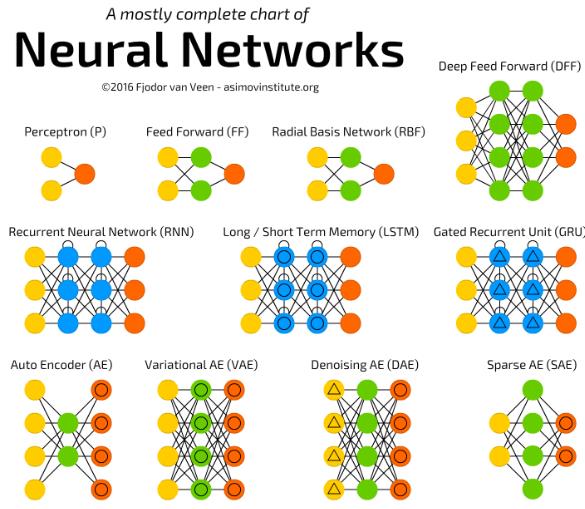 A mostly complete chart of
Neural Networks
©2016 Fjodor van Veen - asimovinstitute.org
Deep Feed Forward (DFF)
Perceptron (P)
Feed Forward (FF)
Radial Basis Network (RBF)
Recurrent Neural Network (RNN)
Long / Short Term Memory (LSTM)
Gated Recurrent Unit (GRU)
Auto Encoder (AE)
Variational AE (VAE)
Denoising AE (DAE)
Sparse AE (SAE)